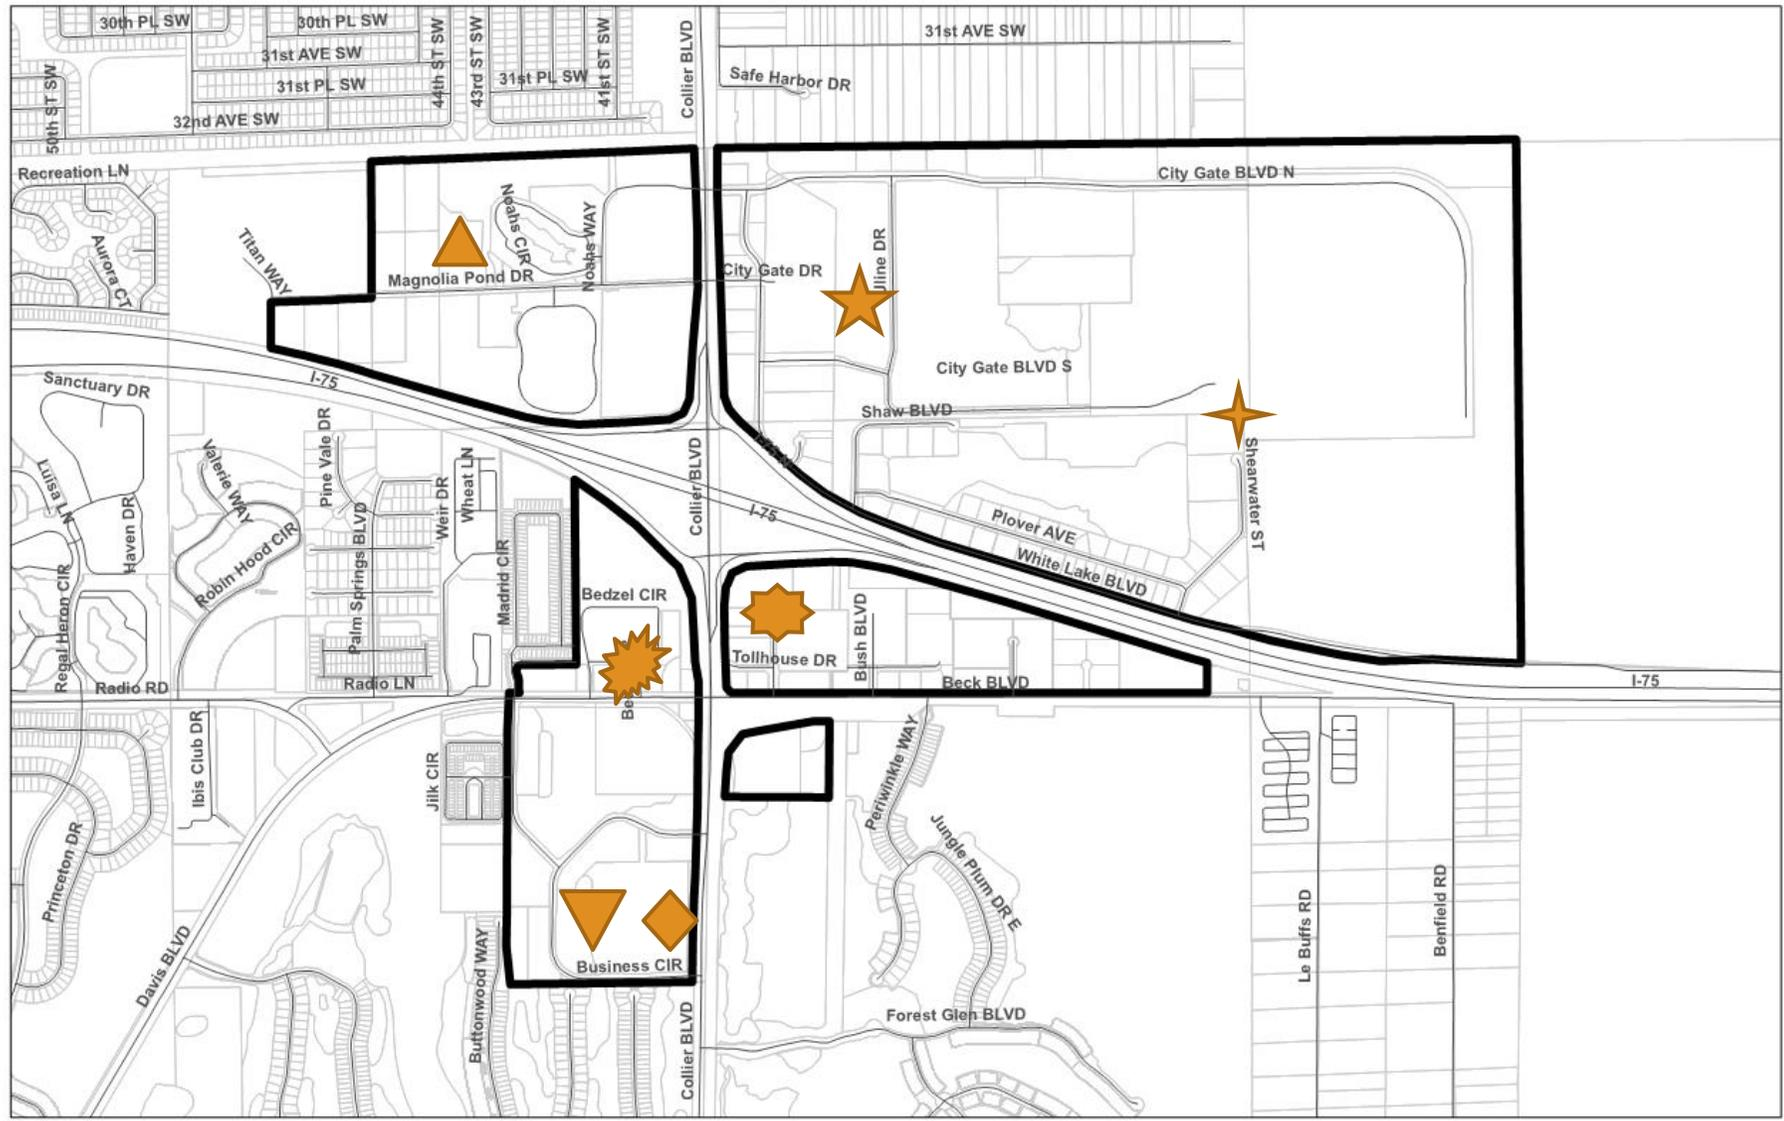 30th PL SW
30th PL SW
31st AVE SW
31st AVE SW
31st PL SW
31st PL SW
32nd AVE SW
50th ST SW
44th ST SW
43rd ST SW
41st ST SW
Collier BLVD
Safe Harbor DR
Recreation LN
Aurora CT
Titan WAY
Noahs CIR
Noahs WAY
Magnolia Pond DR
City Gate BLVD N
City Gate DR
Uline DR
City Gate BLVD S
Shaw BLVD
I-75
Sanctuary DR
Pine Vale DR
Valerie WAY
Luisa LN
Haven DR
Robin Hood CIR
Palm Springs BLVD
Weir DR
Wheat LN
Madrid CIR
Collier BLVD
I-75
Plover AVE
White Lake BLVD
Shearwater ST
Regal Heron CIR
Bedzel CIR
Be
Tollhouse DR
Bush BLVD
Beck BLVD
I-75
Radio RD
Radio LN
Ibis Club DR
Jilk CIR
Princeton DR
Davis BLVD
Buttonwood WAY
Business CIR
Collier BLVD
Periwinkle WAY
Jungle Plum DR E
Forest Glen BLVD
Le Buffs RD
Benfield RD